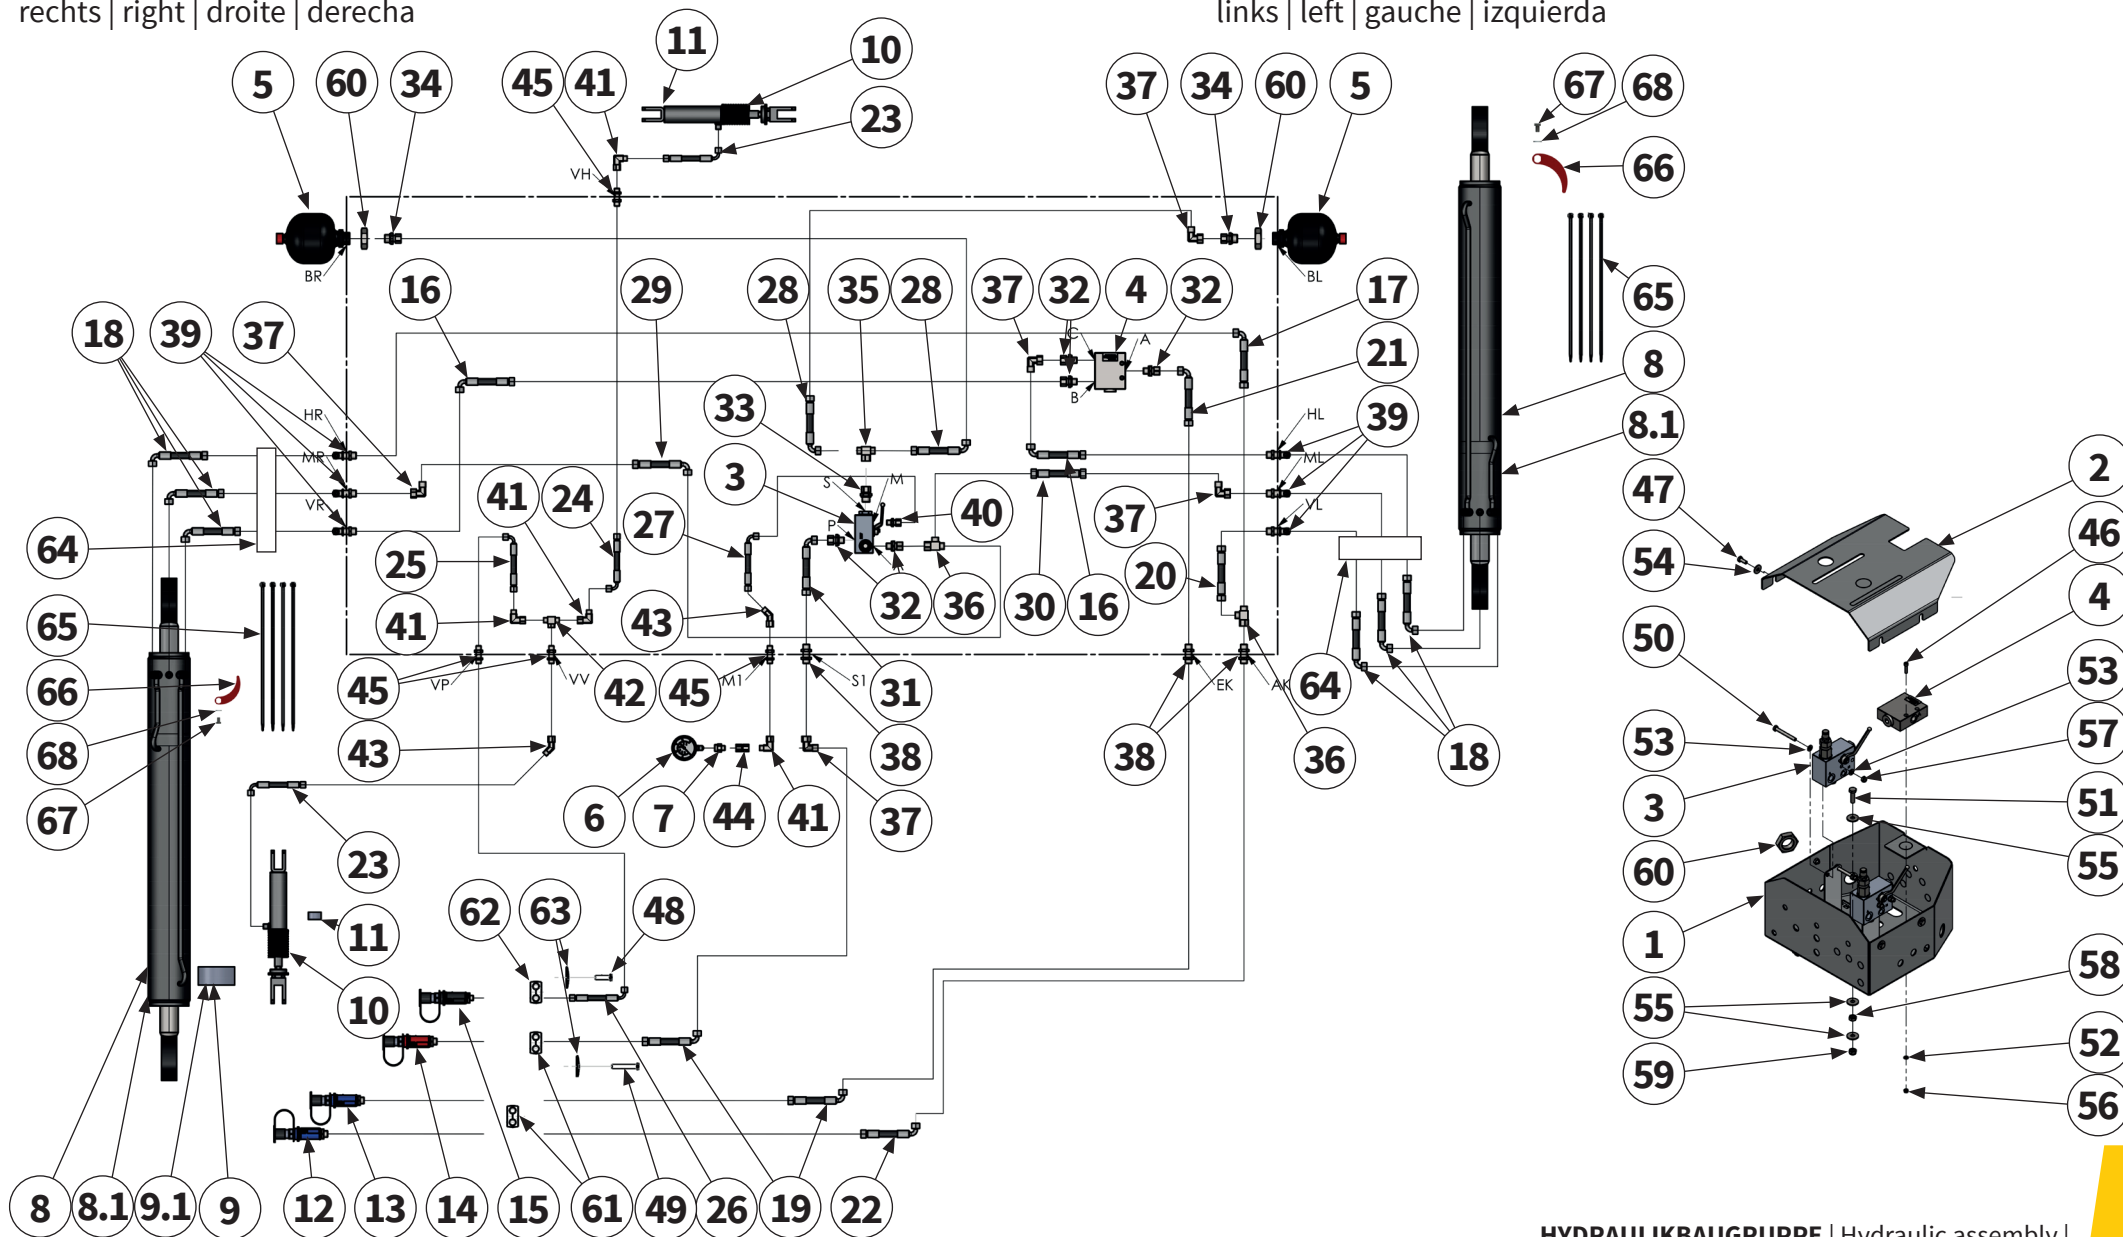 rechts | right | droite | derecha
links | left | gauche | izquierda
11 10
5 60 34 45 41 37 34 60 5 67 68
23
VH
66
BR BL
16 29 28 35 28 37 32 4 32 17 65
18 39 37 C A
21 8
33 B
HR HL 39 8.1
MR 3 S M ML 2
47
VR 41 24 27 P 40 37 VL 46
64 25 54
20 4
65 41 43 32 36 30 16 50
53
66 45 VP VV 42 45 M1 S1 31 EK AK 64
53 57
68 43 38 38 36 18
3 51
67 6 7 44 41 37
60 55
23
62 63 48
11 1
58
10 55
52
59
56
8 8.1 9.1 9 12 13 14 15 61 49 26 19 22
HYDRAULIKBAUGRUPPE | Hydraulic assembly |